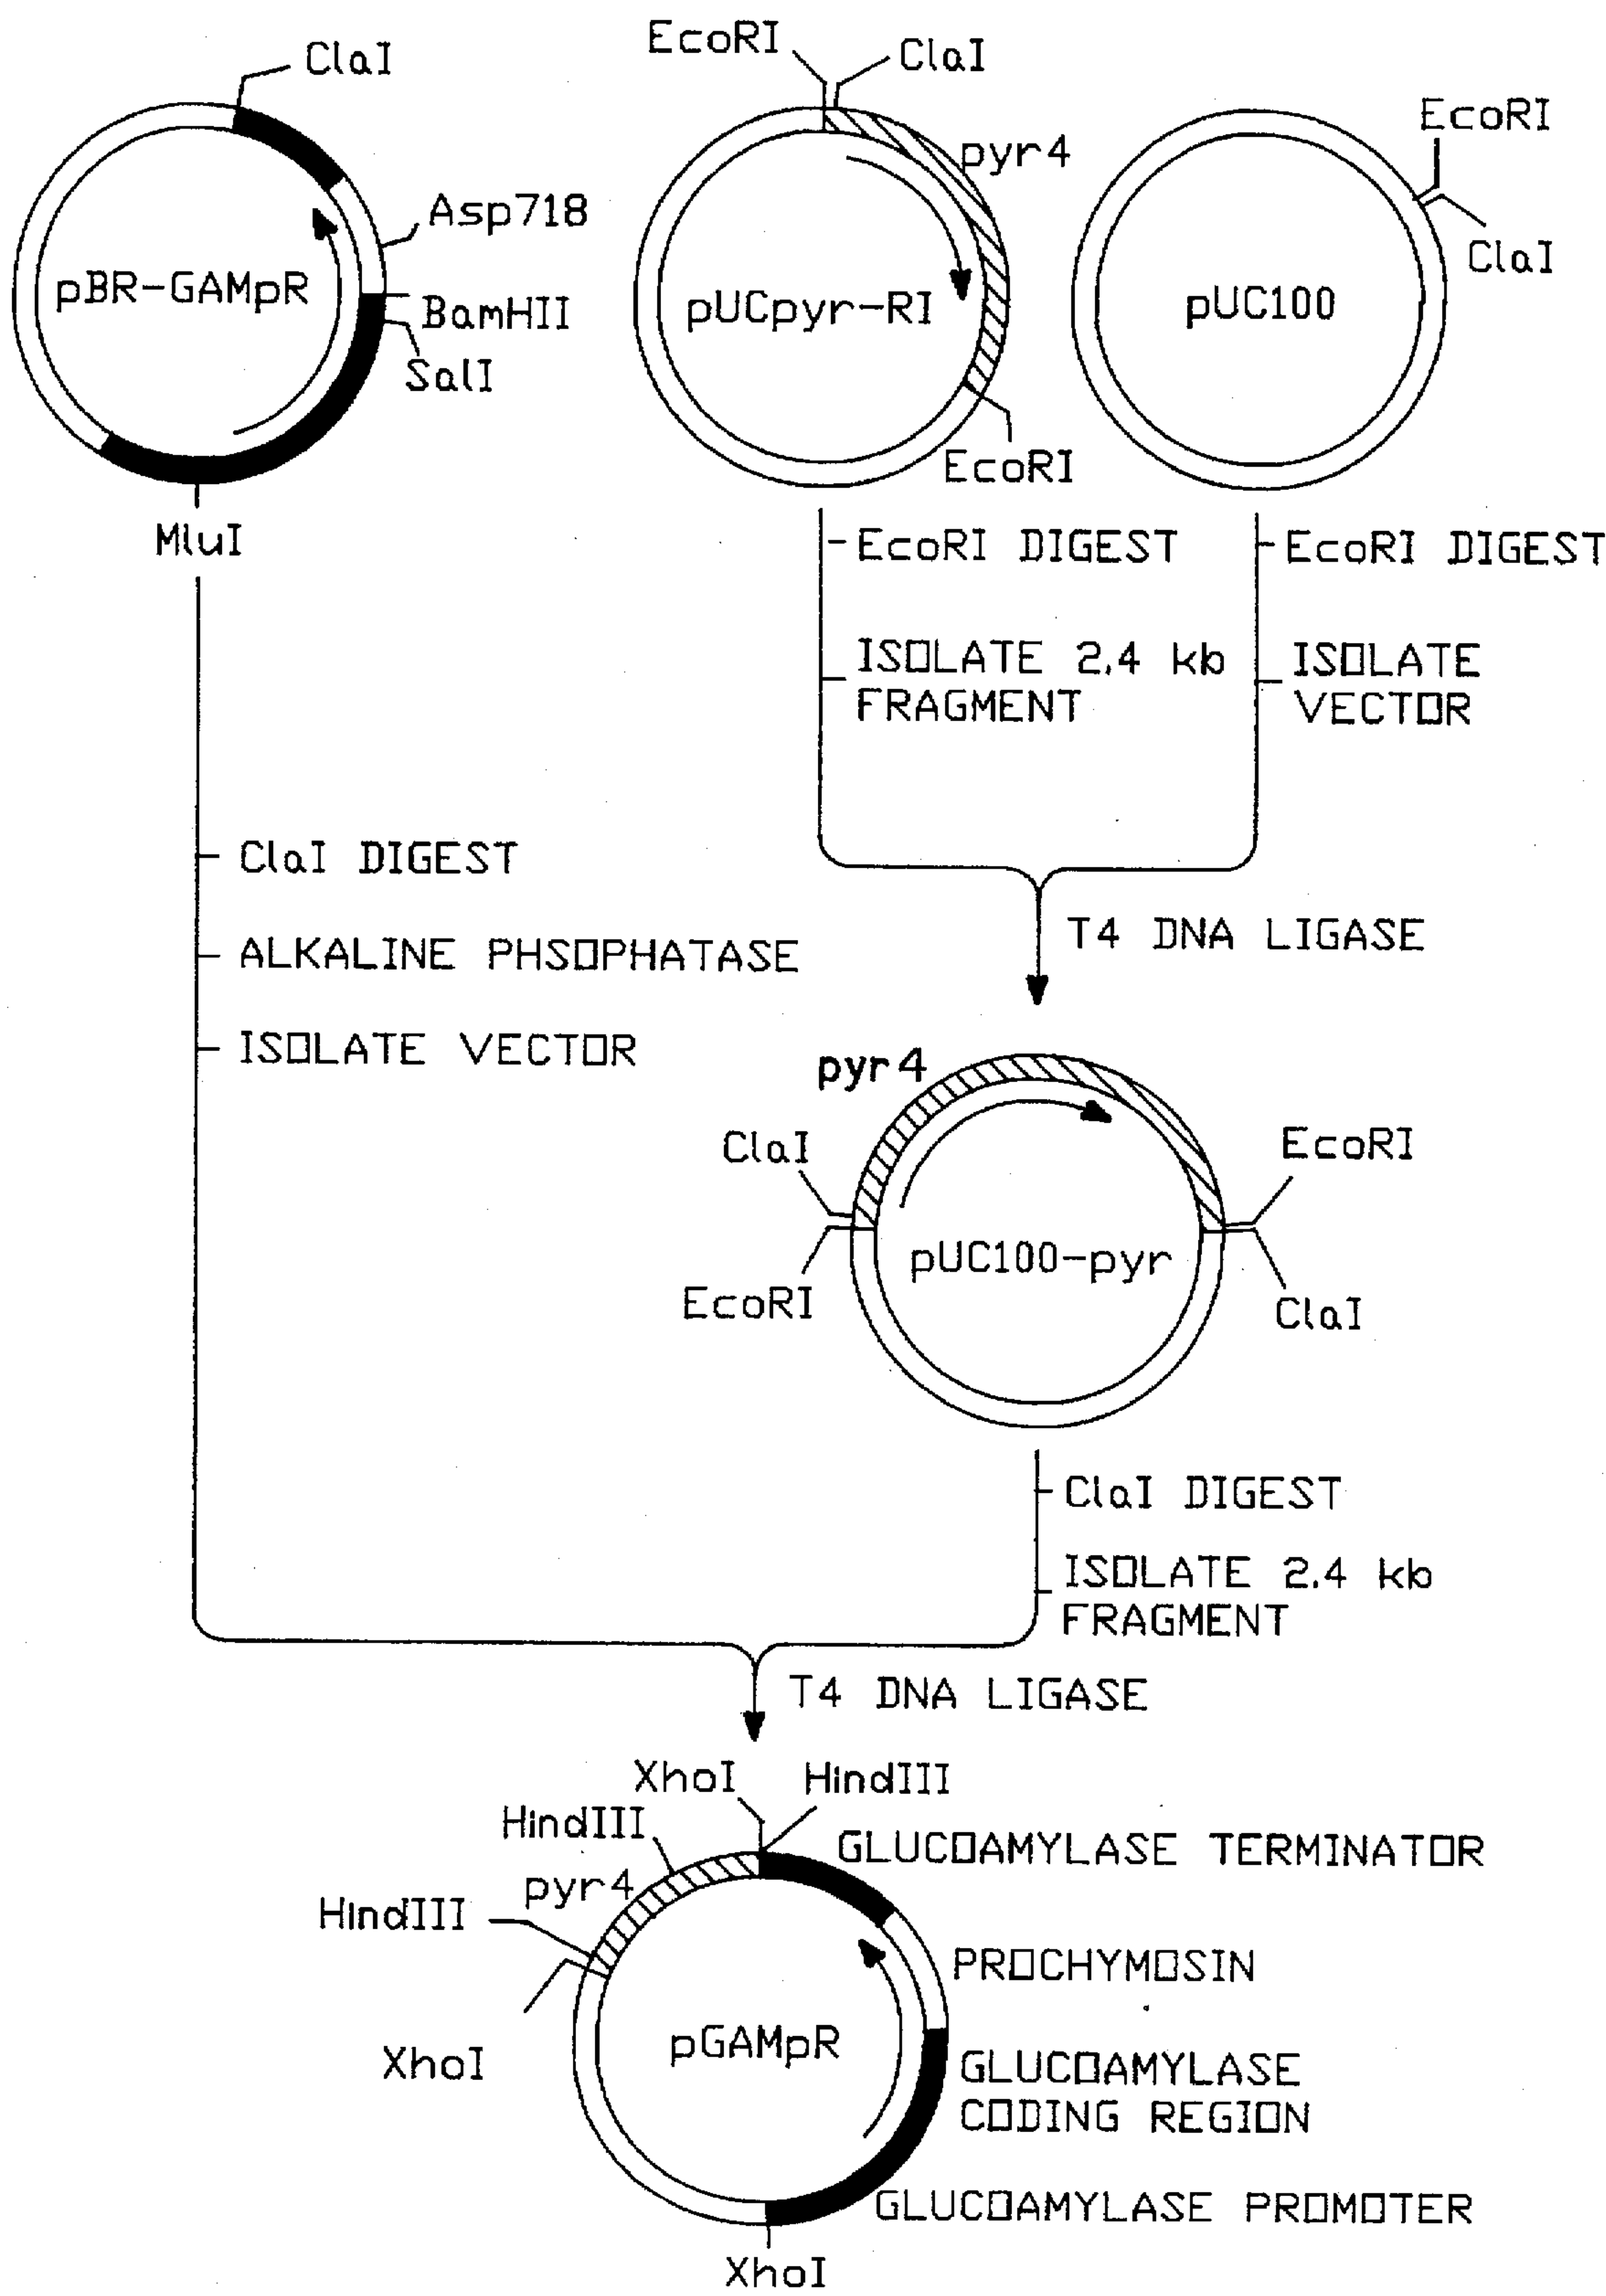 ClaI
Asp718
pBR-GAMpR
BamHII
SalI
MluI
EcoRI
ClaI
pyr4
pUCpyr-RI
EcoRI
EcoRI
ClaI
pUC100
EcoRI DIGEST
ISOLATE 2.4 kb
FRAGMENT
EcoRI DIGEST
ISOLATE
VECTOR
ClaI DIGEST
ALKALINE PHSOPHATASE
ISOLATE VECTOR
T4 DNA LIGASE
pyr4
ClaI
EcoRI
pUC100-pyr
EcoRI
ClaI
ClaI DIGEST
ISOLATE 2.4 kb
FRAGMENT
T4 DNA LIGASE
XhoI
HindIII
HindIII
GLUCOAMYLASE TERMINATOR
pyr4
HindIII
PROCHYMOSIN
pGAMpR
XhoI
GLUCOAMYLASE
CODING REGION
GLUCOAMYLASE PROMOTER
XhoI